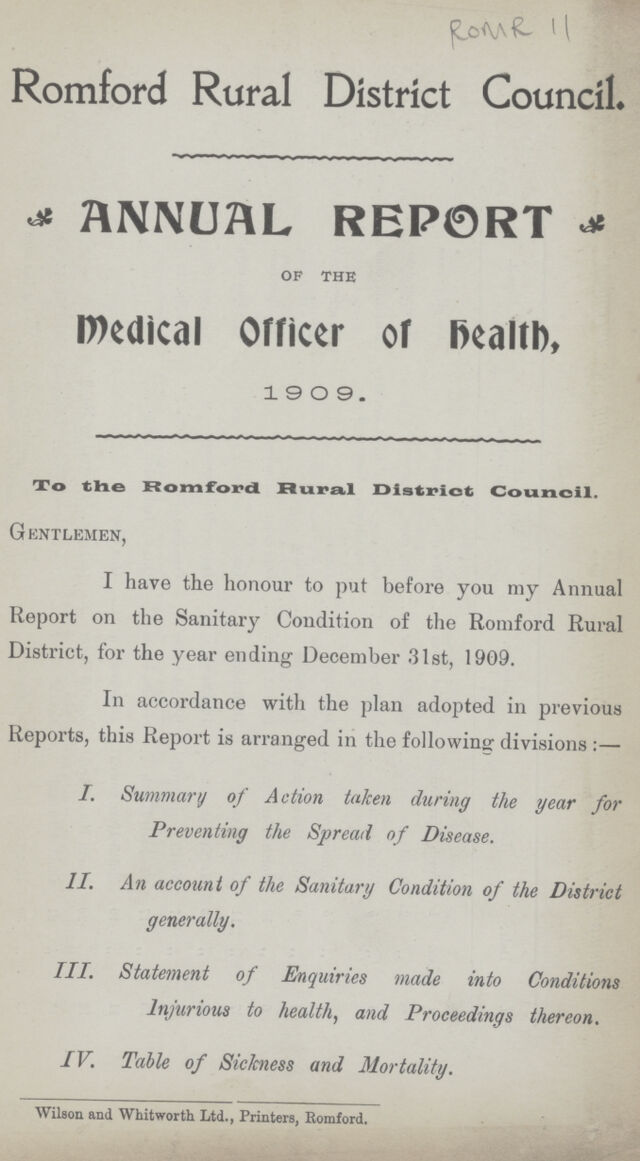 ROMR 11
Romford Rural District Council.
ANNUAL REPORT
OF THE
Medical Officer of Health,
1909.
To the Romford Rural District Council.
GENTLEMEN,
I have the honour to put before you my Annual
Report on the Sanitary Condition of the Romford Rural
District, for the year ending December 31st, 1909.
In accordance with the plan adopted in previous
Reports, this Report is arranged in the following divisions :—
I. Summary of Action taken during the year for
Preventing the Spread of Disease.
II. An account of the Sanitary Condition of the District
generally.
III. Statement of Enquiries made into Conditions
Injurious to health, and Proceedings thereon.
IV. Table of Sickness and Mortality.
Wilson and Whitworth Ltd., Printers, Romford.